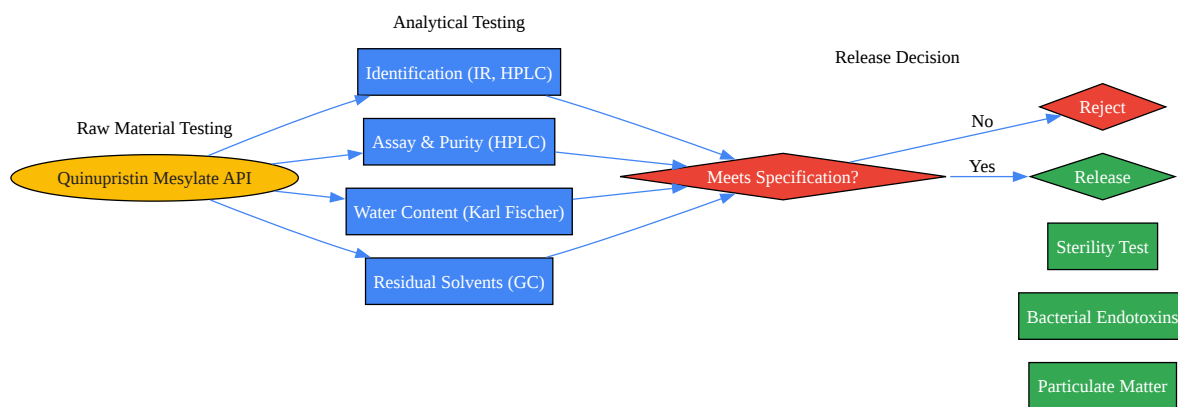 Analytical Testing
Identification (IR, HPLC)
Release Decision
Raw Material Testing
Assay & Purity (HPLC)
Quinupristin Mesylate API
Water Content (Karl Fischer)
Residual Solvents (GC)
Meets Specification?
No
Yes
Reject
Release
Sterility Test
Bacterial Endotoxins
Particulate Matter